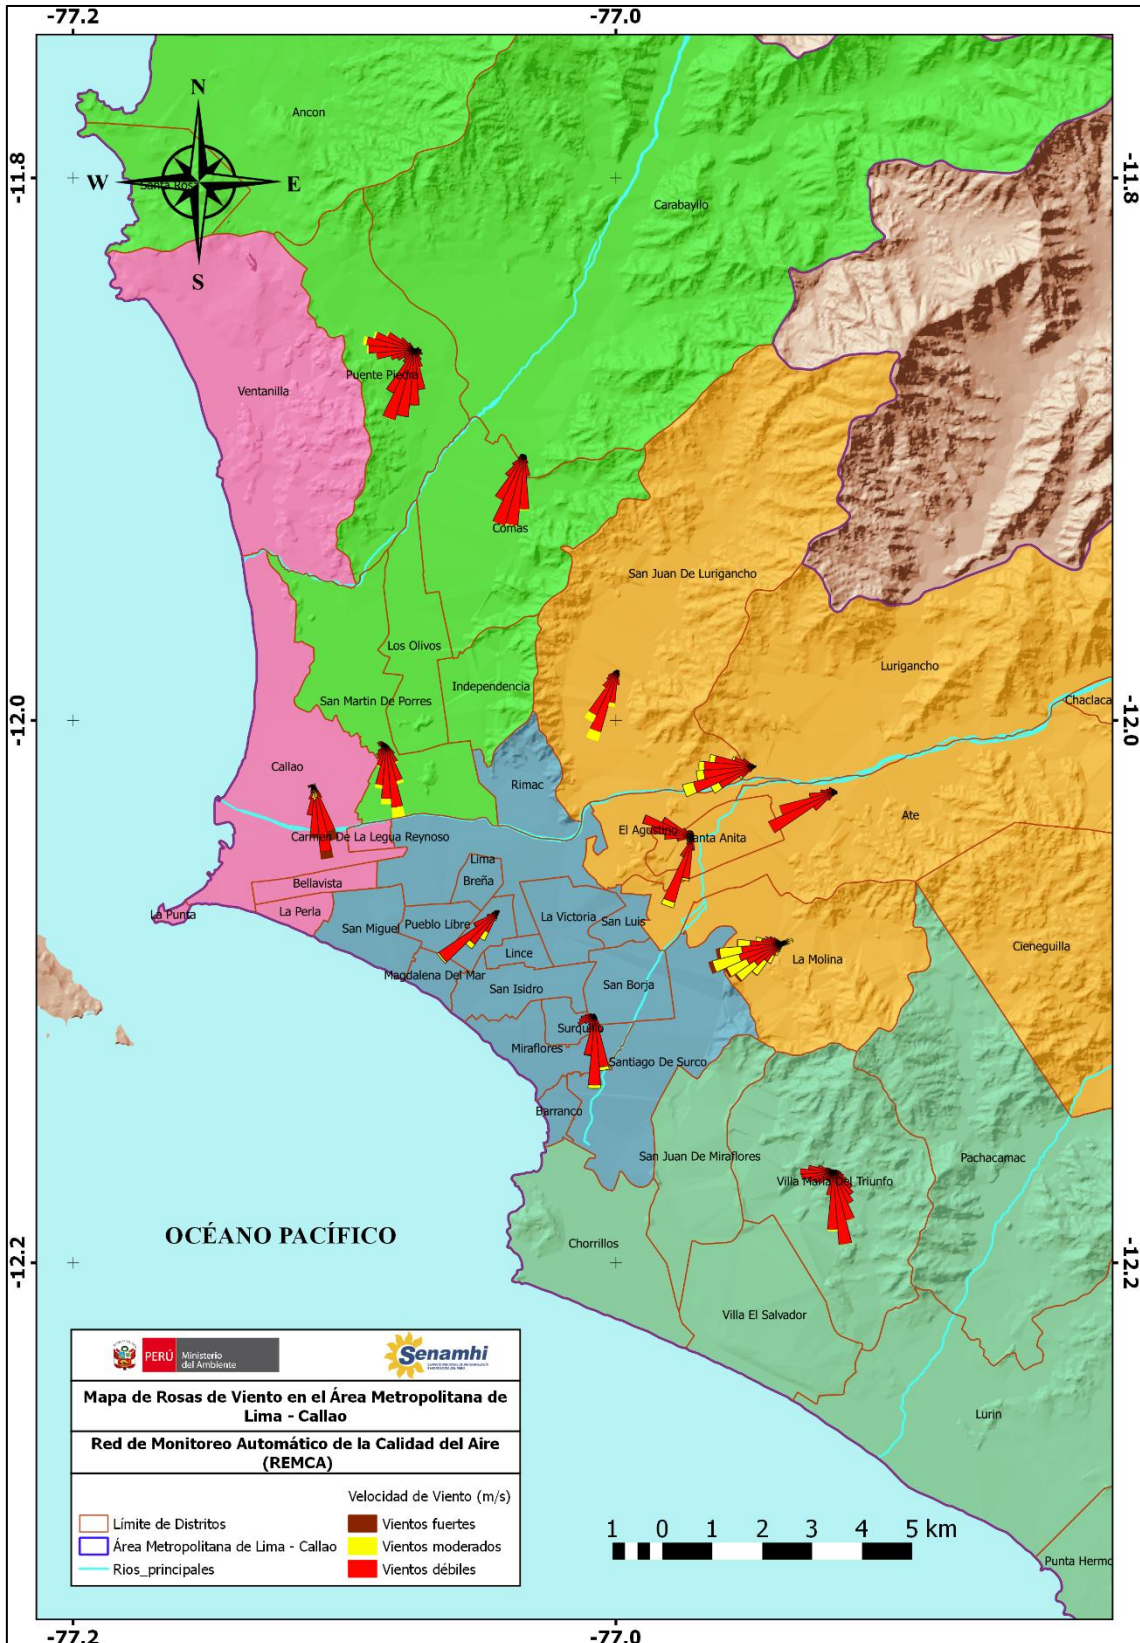 -77.2
-77.0
N
W
E
S
-11.8
-11.8
Ancon
Santa Rosa
Carabayllo
Ventanilla
Puente Piedra
Comas
San Juan De Lurigancho
Los Olivos
Lurigancho
Independencia
San Martin De Porres
Chaclaca
-12.0
-12.0
Callao
Rimac
Ate
El Agustino
Santa Anita
Carmen De La Legua Reynoso
Lima
Breña
Bellavista
La Punta
La Perla
San Miguel
Pueblo Libre
La Victoria
San Luis
Lince
Cieneguilla
La Molina
Magdalena Del Mar
San Isidro
San Borja
Surquillo
Miraflores
Santiago De Surco
Barranco
San Juan De Miraflores
Pachacamac
Villa Maria Del Triunfo
OCÉANO PACÍFICO
Chorrillos
-12.2
-12.2
Villa El Salvador
Lurin
Punta Hermo
PERÚ
Ministerio
del Ambiente
Senamhi
Mapa de Rosas de Viento en el Área Metropolitana de
Lima - Callao
Red de Monitoreo Automático de la Calidad del Aire
(REMCA)
Velocidad de Viento (m/s)
Límite de Distritos
Vientos fuertes
Área Metropolitana de Lima - Callao
Vientos moderados
Rios_principales
Vientos débiles
1 0 1 2 3 4 5 km
-77.2
-77.0